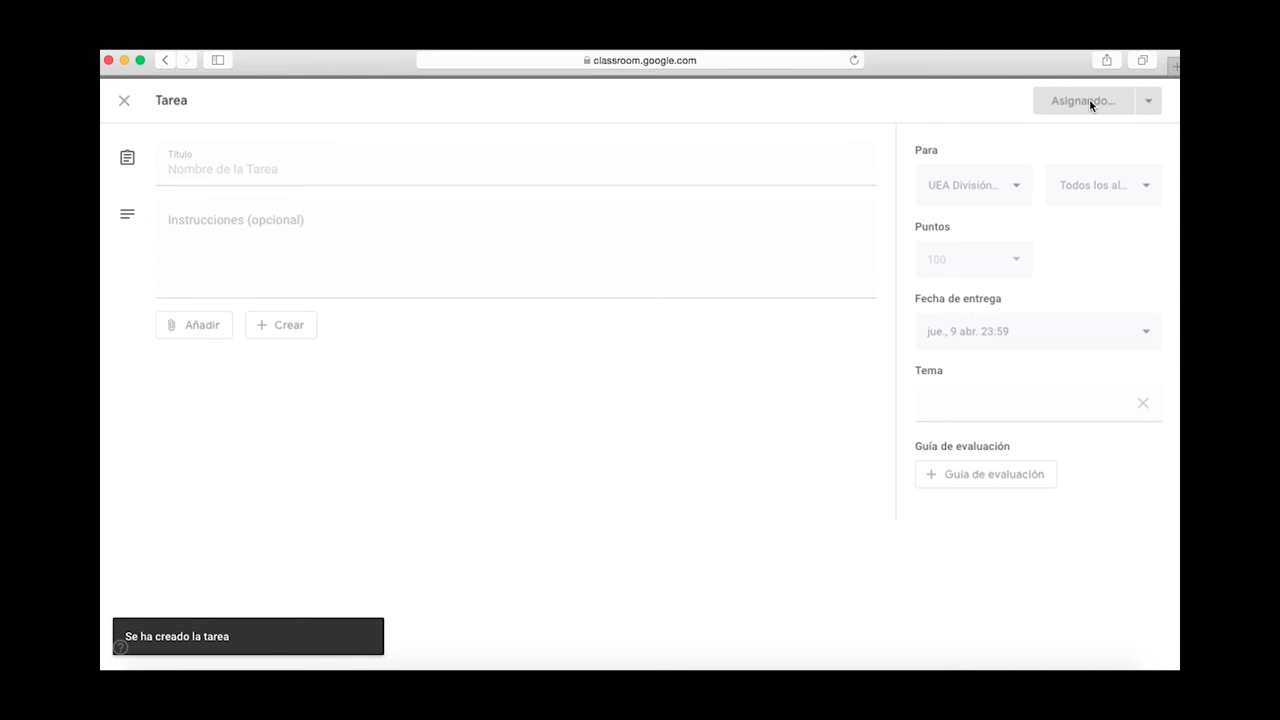 classroom.google.com
Tarea
Asignando...
Título
Nombre de la Tarea
Instrucciones (opcional)
Añadir
Crear
Para
UEA División...
Todos los al...
Puntos
100
Fecha de entrega
jue., 9 abr. 23:59
Tema
Guía de evaluación
Guía de evaluación
Se ha creado la tarea